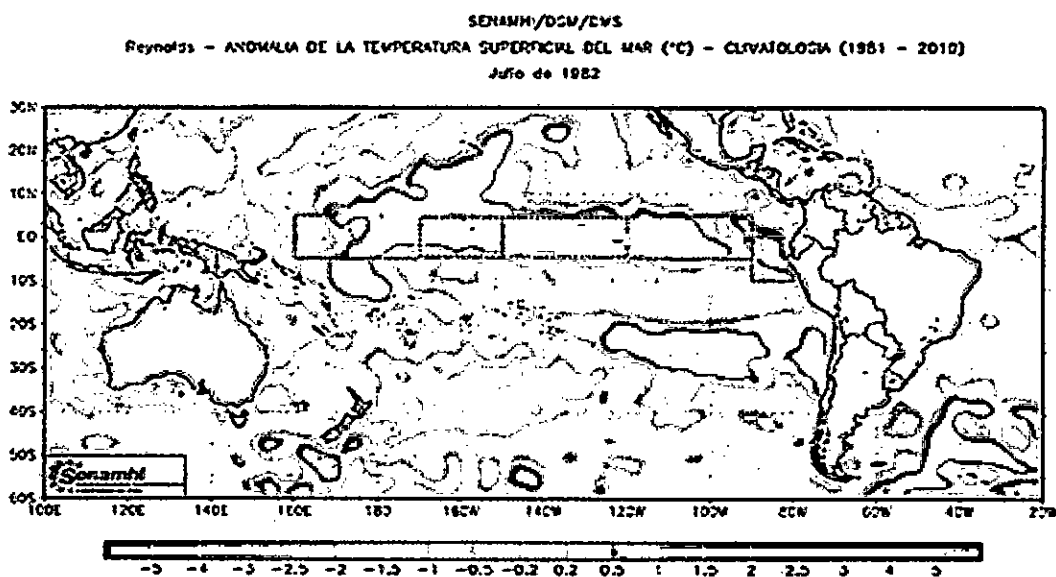 SENAMHI/DGM/DMS
Reynolds - ANOMALIA DE LA TEMPERATURA SUPERFICIAL DEL MAR (°C) - CLIMATOLOGIA (1981 - 2010)
Julio de 1982
30N
20N
10N
EQ
10S
20S
30S
40S
50S
60S
Senamhi
100E 120E 140E 160E 180 160W 140W 120W 100W 80W 60W 40W 20W
-5 -4 -3 -2.5 -2 -1 -0.5 -0.2 0.2 0.5 1 1.5 2 2.5 3 4 5